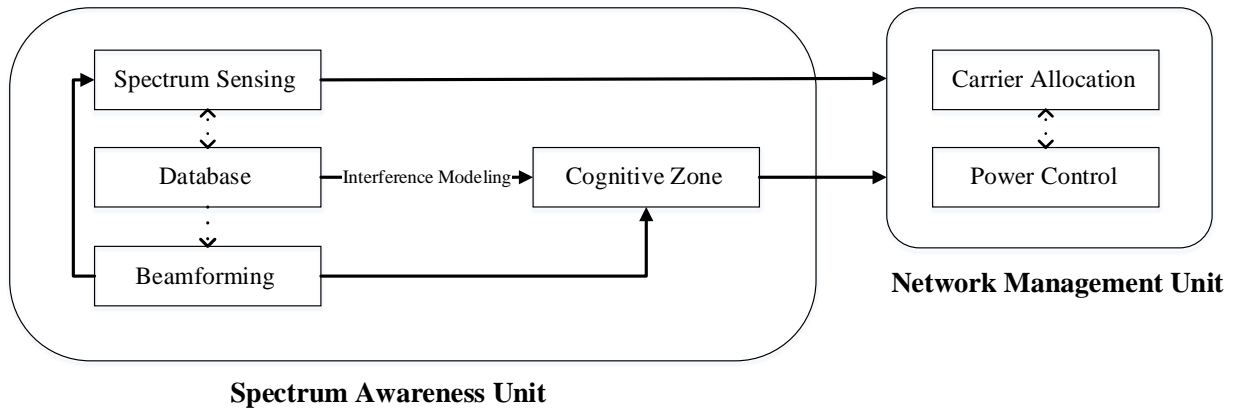 Spectrum Sensing
Carrier Allocation
Database
Interference Modeling
Cognitive Zone
Power Control
Beamforming
Network Management Unit
Spectrum Awareness Unit